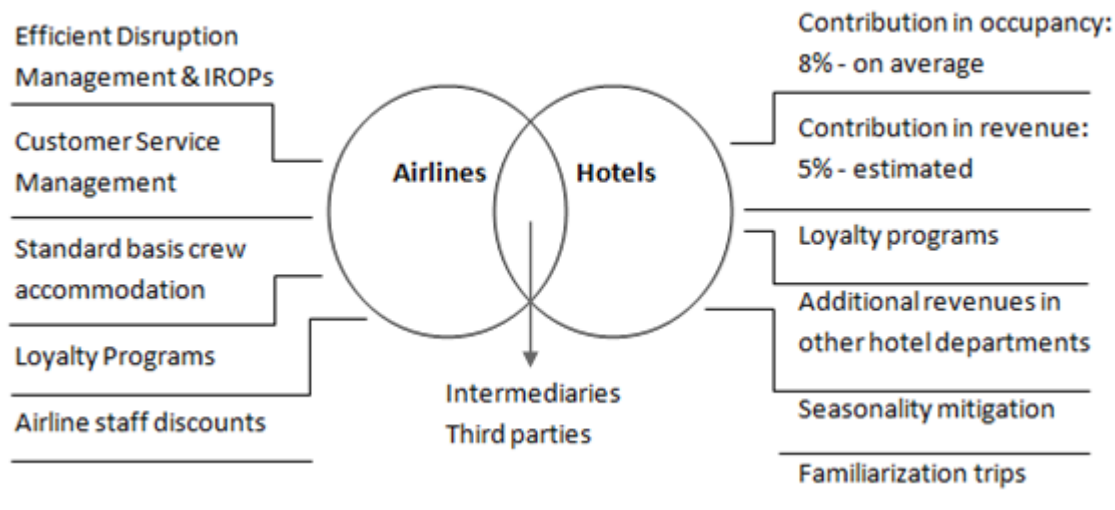 Efficient Disruption
Management & IROPs
Customer Service
Management
Standard basis crew
accommodation
Loyalty Programs
Airline staff discounts
Airlines
Hotels
Intermediaries
Third parties
Contribution in occupancy:
8% - on average
Contribution in revenue:
5% - estimated
Loyalty programs
Additional revenues in
other hotel departments
Seasonality mitigation
Familiarization trips